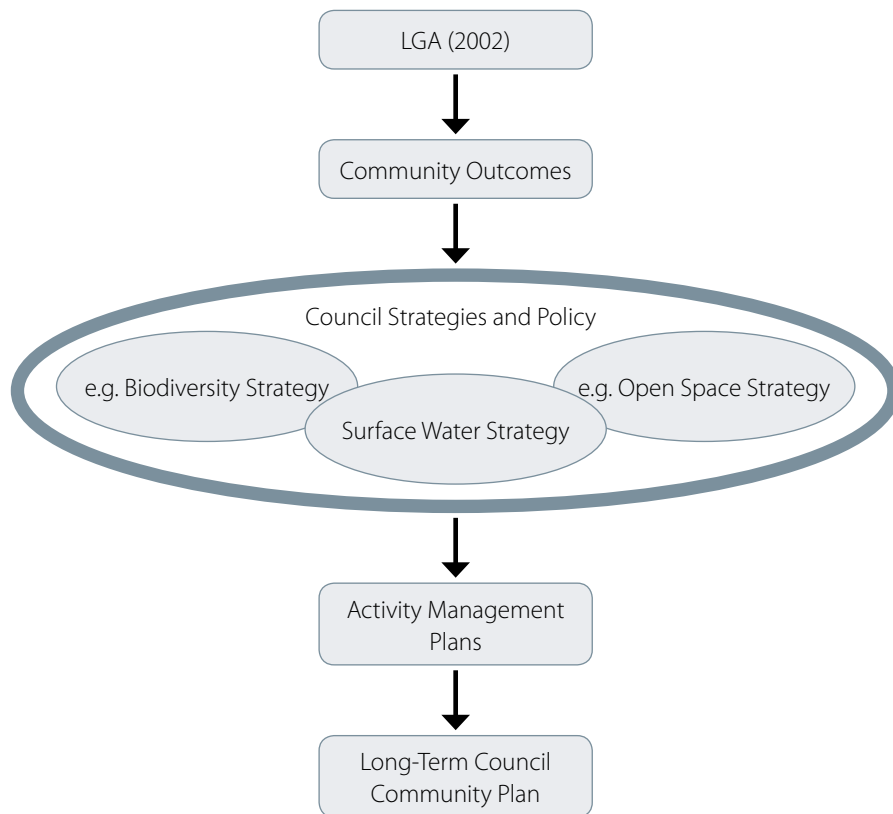 LGA (2002)
Community Outcomes
Council Strategies and Policy
e.g. Biodiversity Strategy
e.g. Open Space Strategy
Surface Water Strategy
Activity Management
Plans
Long-Term Council
Community Plan